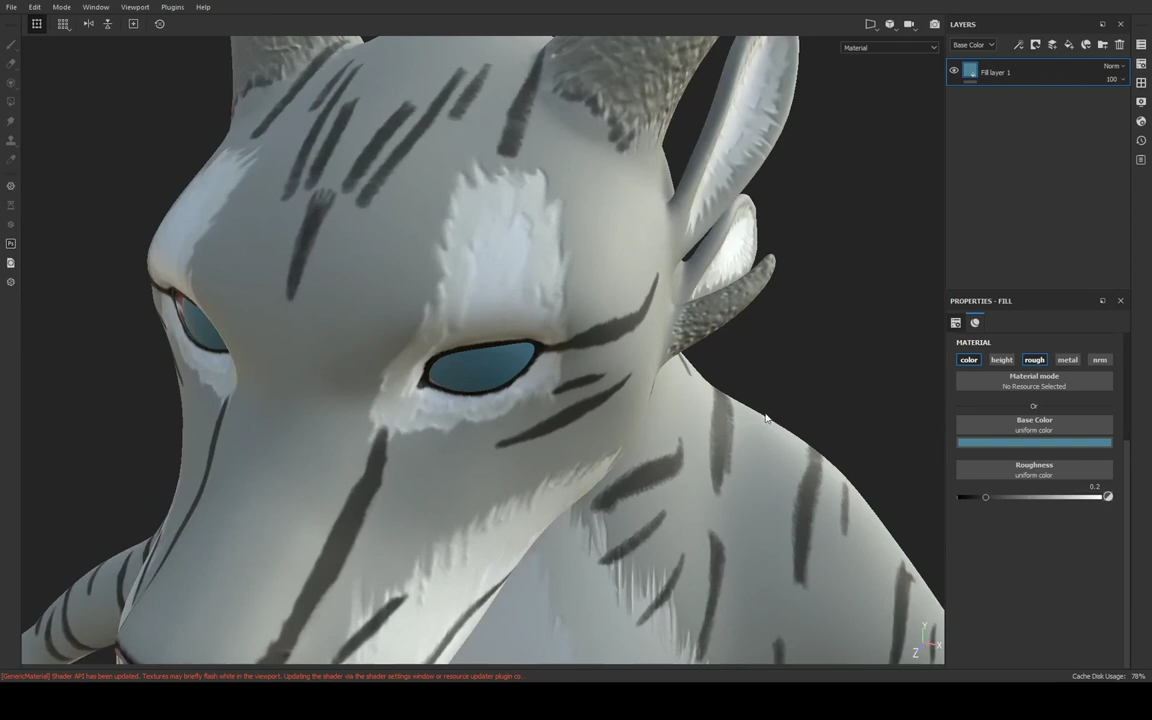 File Edit Mode Window Viewport Plugins Help
Material
LAYERS
Base Color
Fill layer 1
Norm
100
PROPERTIES - FILL
MATERIAL
color height rough metal nrm
Material mode
No Resource Selected
Or
Base Color
uniform color
Roughness
uniform color
0.2
Ps
Y
X
Z
[GenericMaterial] Shader API has been updated. Textures may briefly flash white in the viewport. Updating the shader via the shader settings window or resource updater plugin co...
Cache Disk Usage: 78%